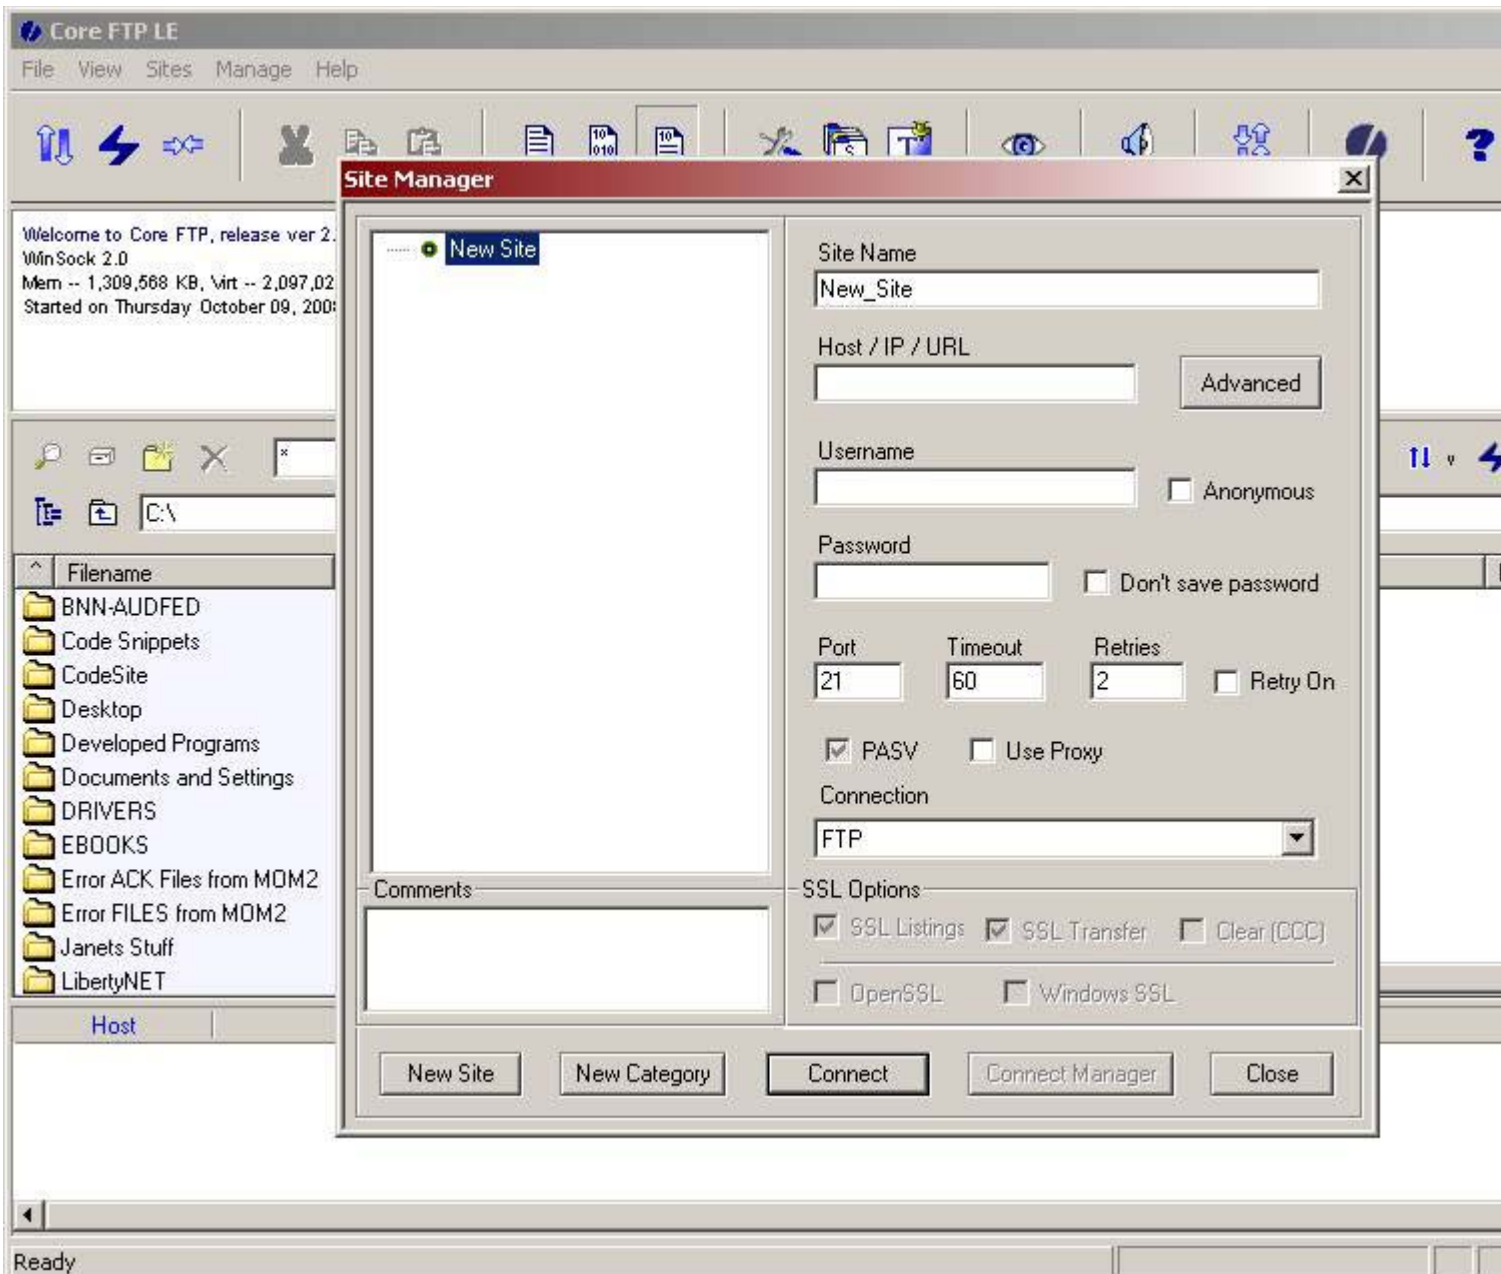 Core FTP LE
File View Sites Manage Help
Site Manager
Welcome to Core FTP, release ver 2.
WinSock 2.0
Mem -- 1,309,568 KB, Virt -- 2,097,02
Started on Thursday October 09, 200
New Site
Site Name
New_Site
Host / IP / URL
Advanced
Username
Anonymous
Password
Don't save password
Port Timeout Retries
21 60 2 Retry On
PASV Use Proxy
Connection
FTP
Comments
SSL Options
SSL Listings SSL Transfer Clear (CCC)
OpenSSL Windows SSL
New Site New Category Connect Connect Manager Close
*
C:\
Filename
BNN-AUDFED
Code Snippets
CodeSite
Desktop
Developed Programs
Documents and Settings
DRIVERS
EBOOKS
Error ACK Files from MOM2
Error FILES from MOM2
Janets Stuff
LibertyNET
Host
Ready